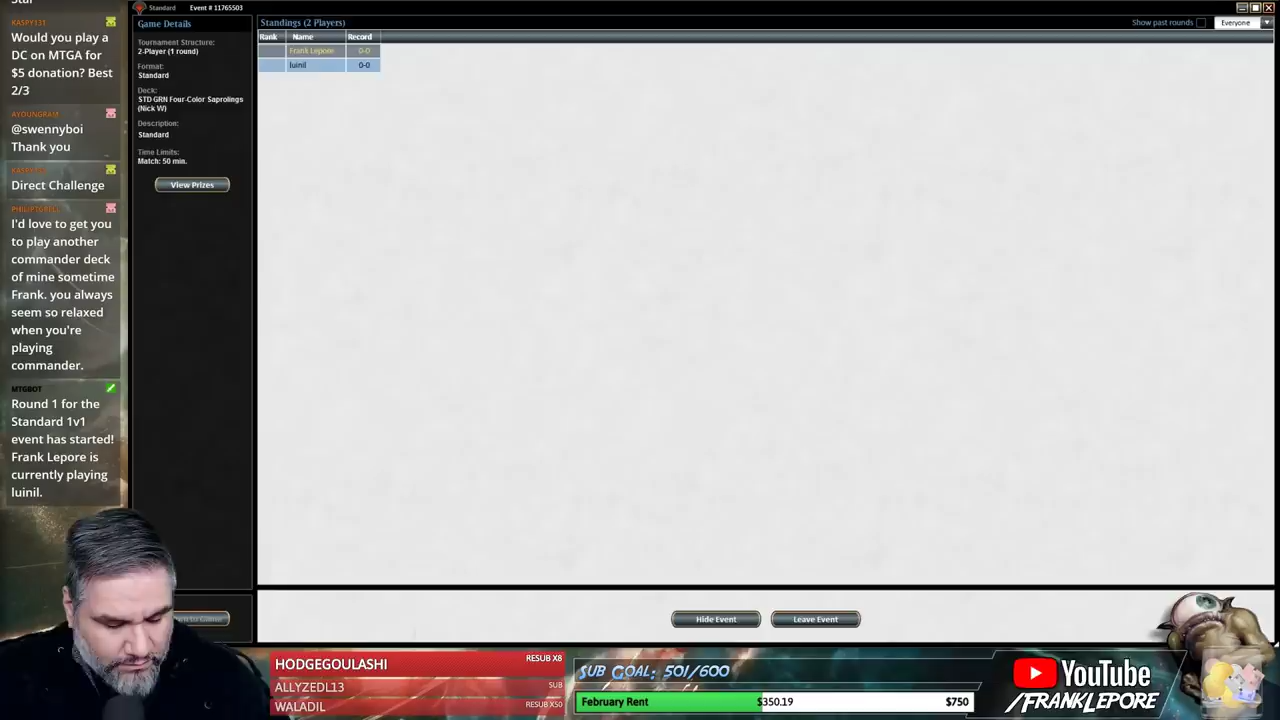 Star
KASPY131
Would you play a
DC on MTGA for
$5 donation? Best
2/3
AYOUNGRAM
@swennyboi
Thank you
Direct Challenge
I'd love to get you
to play another
commander deck
of mine sometime
Frank. you always
seem so relaxed
when you're
playing
commander.
MTGBOT
Round 1 for the
Standard 1v1
event has started!
Frank Lepore is
currently playing
luinil.
Standard Event # 11765503
Game Details
Tournament Structure:
2-Player (1 round)
Format:
Standard
Deck:
STD GRN Four-Color Saprolings
(Nick W)
Description:
Standard
Time Limits:
Match: 50 min.
View Prizes
Standings (2 Players)
Show past rounds
Everyone
Rank Name Record
Frank Lepore 0-0
luinil 0-0
Hide Event
Leave Event
HODGEGOULASHI RESUB X8
ALLYZEDL13 SUB
WALADIL RESUB X50
SUB GOAL: 501/600
February Rent $350.19 $750
YouTube
/FRANKLEPORE